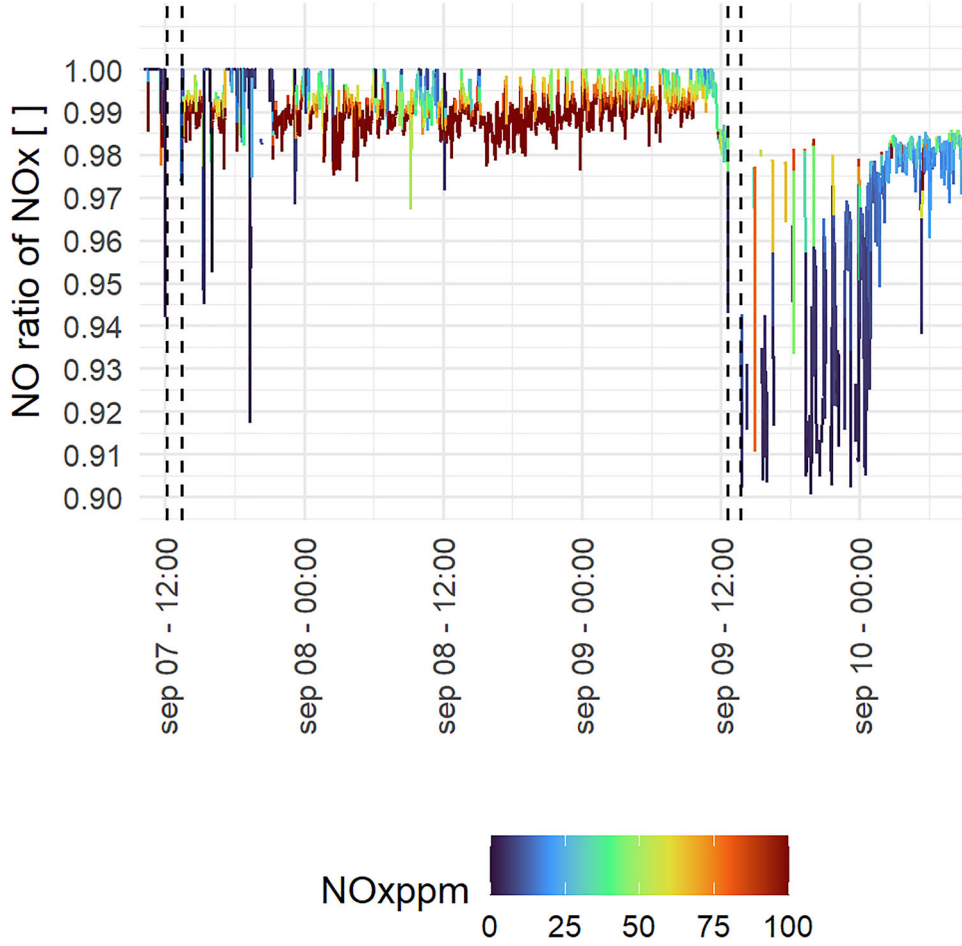 NO ratio of NOx [ ]
1.00
0.99
0.98
0.97
0.96
0.95
0.94
0.93
0.92
0.91
0.90
sep 07 - 12:00
sep 08 - 00:00
sep 08 - 12:00
sep 09 - 00:00
sep 09 - 12:00
sep 10 - 00:00
NOxppm
0 25 50 75 100